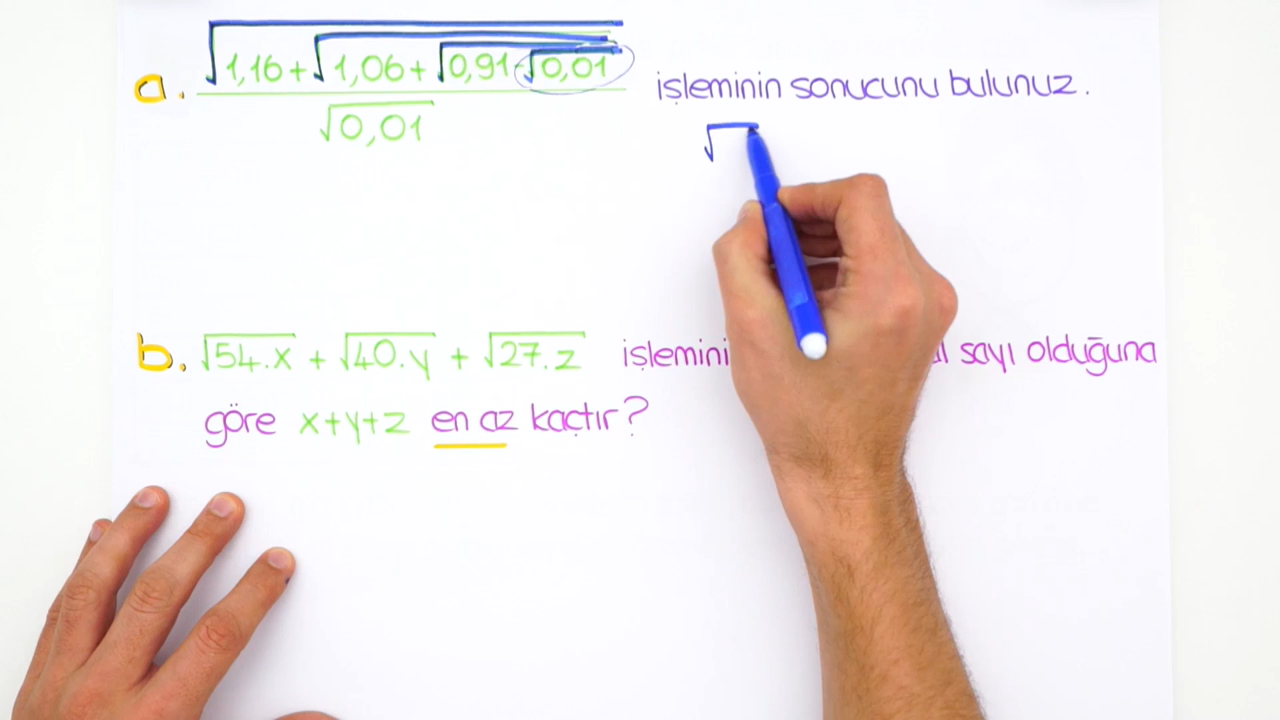 a. √1,16+√1,06+√0,91-√0,01 işleminin sonucunu bulunuz.
√0,01
√
b. √54.x + √40.y + √27.z sayı olduğuna
göre x+y+z en az kaçtır?